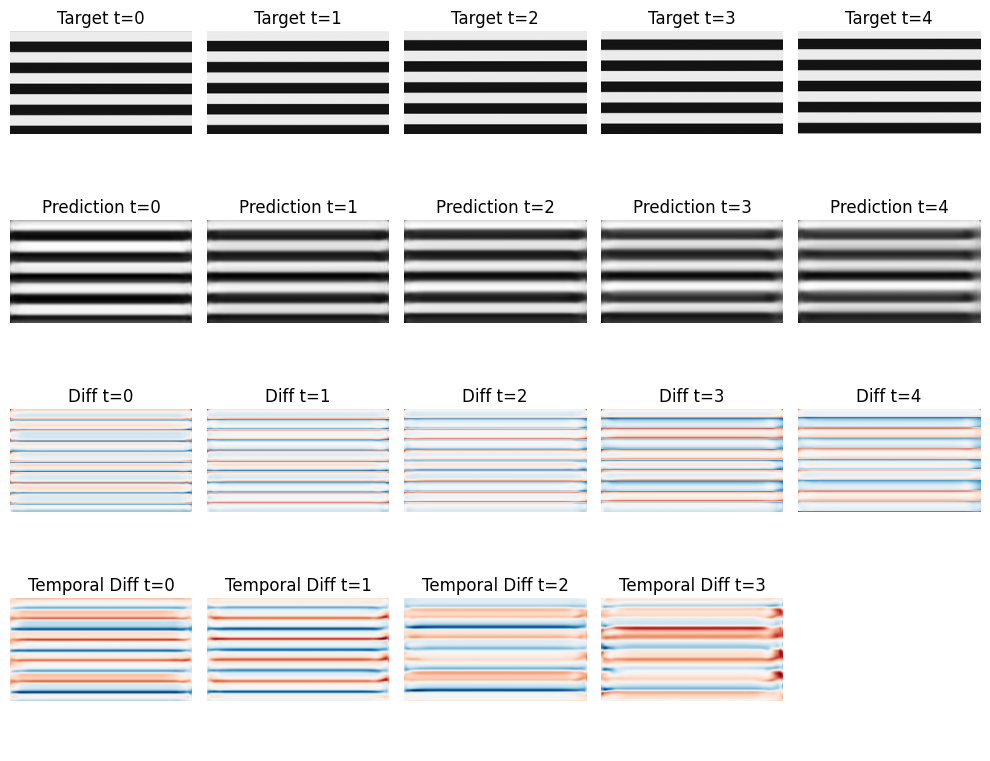 Target t=0 Target t=1 Target t=2 Target t=3 Target t=4
Prediction t=0 Prediction t=1 Prediction t=2 Prediction t=3 Prediction t=4
Diff t=0 Diff t=1 Diff t=2 Diff t=3 Diff t=4
Temporal Diff t=0 Temporal Diff t=1 Temporal Diff t=2 Temporal Diff t=3